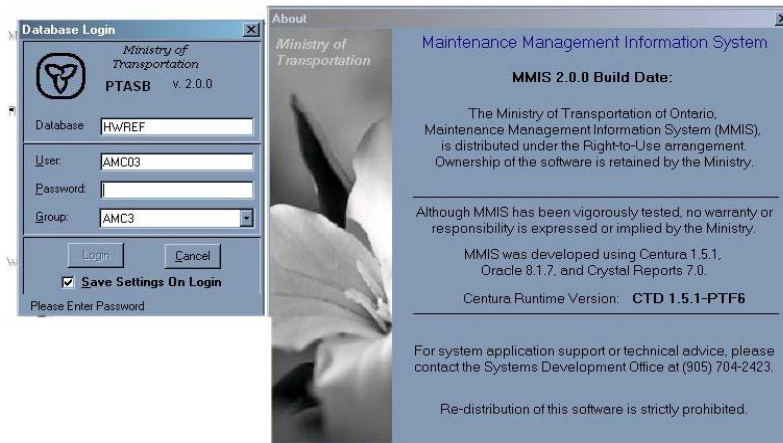 Database Login
Ministry of
Transportation
PTASB v. 2.0.0
Database HWREF
User: AMC03
Password:
Group: AMC3
Login Cancel
Save Settings On Login
Please Enter Password
About
Ministry of
Transportation
Maintenance Management Information System
MMIS 2.0.0 Build Date:
The Ministry of Transportation of Ontario,
Maintenance Management Information System (MMIS),
is distributed under the Right-to-Use arrangement.
Ownership of the software is retained by the Ministry.
Although MMIS has been vigorously tested, no warranty or
responsibility is expressed or implied by the Ministry.
MMIS was developed using Centura 1.5.1,
Oracle 8.1.7, and Crystal Reports 7.0.
Centura Runtime Version: CTD 1.5.1-PTF6
For system application support or technical advice, please
contact the Systems Development Office at (905) 704-2423.
Re-distribution of this software is strictly prohibited.